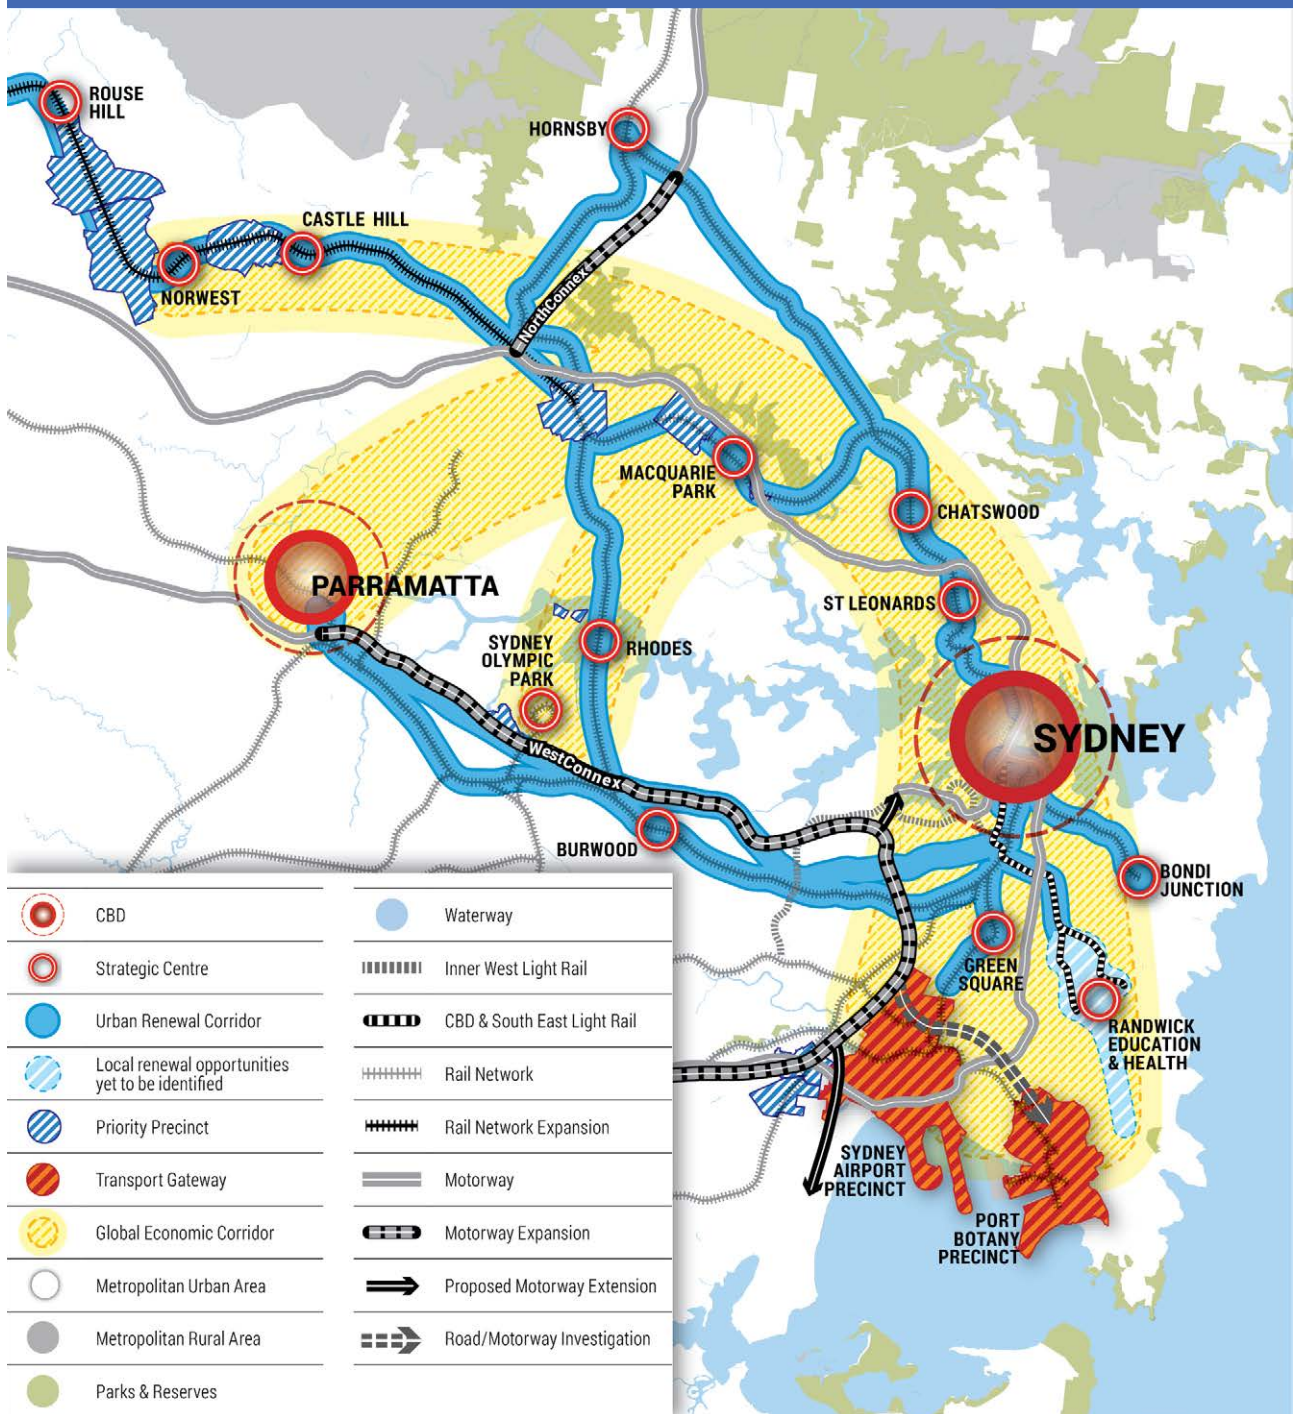 ROUSE
HILL
HORNSBY
CASTLE HILL
NORWEST
NorthConnex
MACQUARIE
PARK
CHATSWOOD
PARRAMATTA
ST LEONARDS
SYDNEY
OLYMPIC
PARK
RHODES
SYDNEY
WestConnex
BURWOOD
BONDI
JUNCTION
GREEN
SQUARE
RANDWICK
EDUCATION
& HEALTH
SYDNEY
AIRPORT
PRECINCT
PORT
BOTANY
PRECINCT
CBD
Strategic Centre
Urban Renewal Corridor
Local renewal opportunities
yet to be identified
Priority Precinct
Transport Gateway
Global Economic Corridor
Metropolitan Urban Area
Metropolitan Rural Area
Parks & Reserves
Waterway
Inner West Light Rail
CBD & South East Light Rail
Rail Network
Rail Network Expansion
Motorway
Motorway Expansion
Proposed Motorway Extension
Road/Motorway Investigation